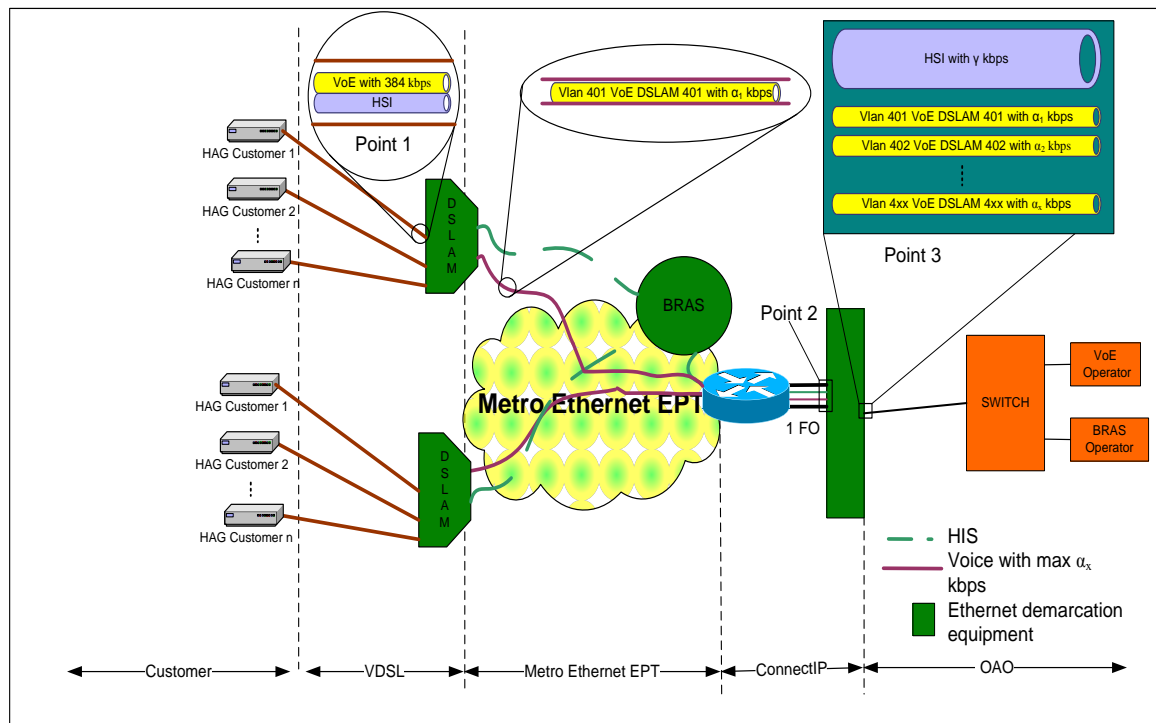 VoE with 384 kbps
HSI
Point 1
Vlan 401 VoE DSLAM 401 with α₁ kbps
HSI with γ kbps
Vlan 401 VoE DSLAM 401 with α₁ kbps
Vlan 402 VoE DSLAM 402 with α₂ kbps
Vlan 4xx VoE DSLAM 4xx with αₓ kbps
Point 3
HAG Customer 1
HAG Customer 2
HAG Customer n
DSLAM
BRAS
Point 2
Metro Ethernet EPT
1 FO
SWITCH
VoE
Operator
BRAS
Operator
HAG Customer 1
HAG Customer 2
HAG Customer n
DSLAM
HIS
Voice with max αₓ
kbps
Ethernet demarcation
equipment
Customer
VDSL
Metro Ethernet EPT
ConnectIP
OAO